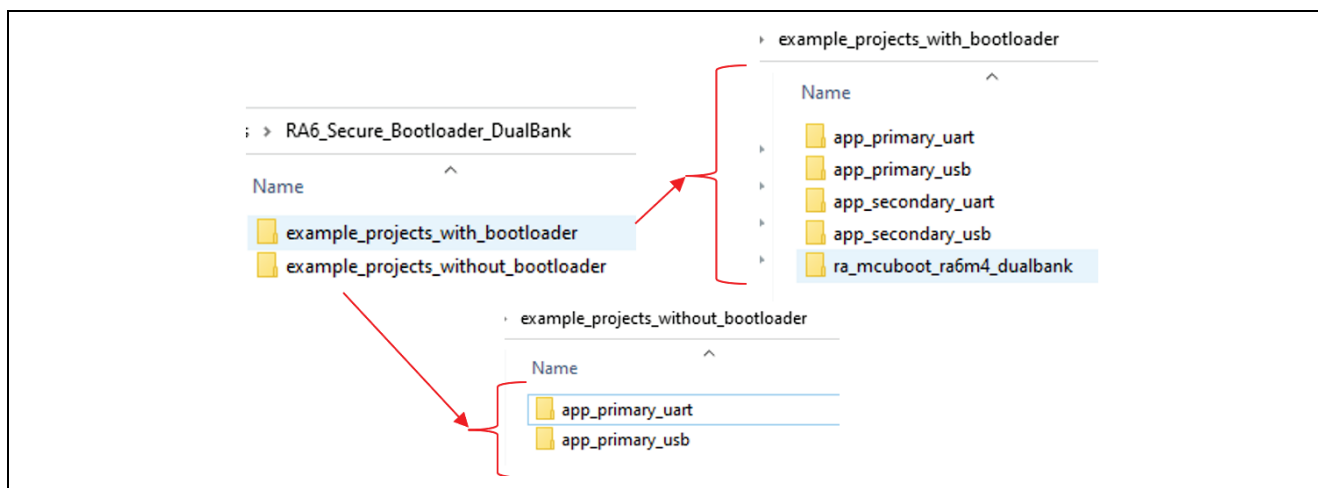 RA6_Secure_Bootloader_DualBank
Name
example_projects_with_bootloader
example_projects_without_bootloader
example_projects_with_bootloader
Name
app_primary_uart
app_primary_usb
app_secondary_uart
app_secondary_usb
ra_mcuboot_ra6m4_dualbank
example_projects_without_bootloader
Name
app_primary_uart
app_primary_usb